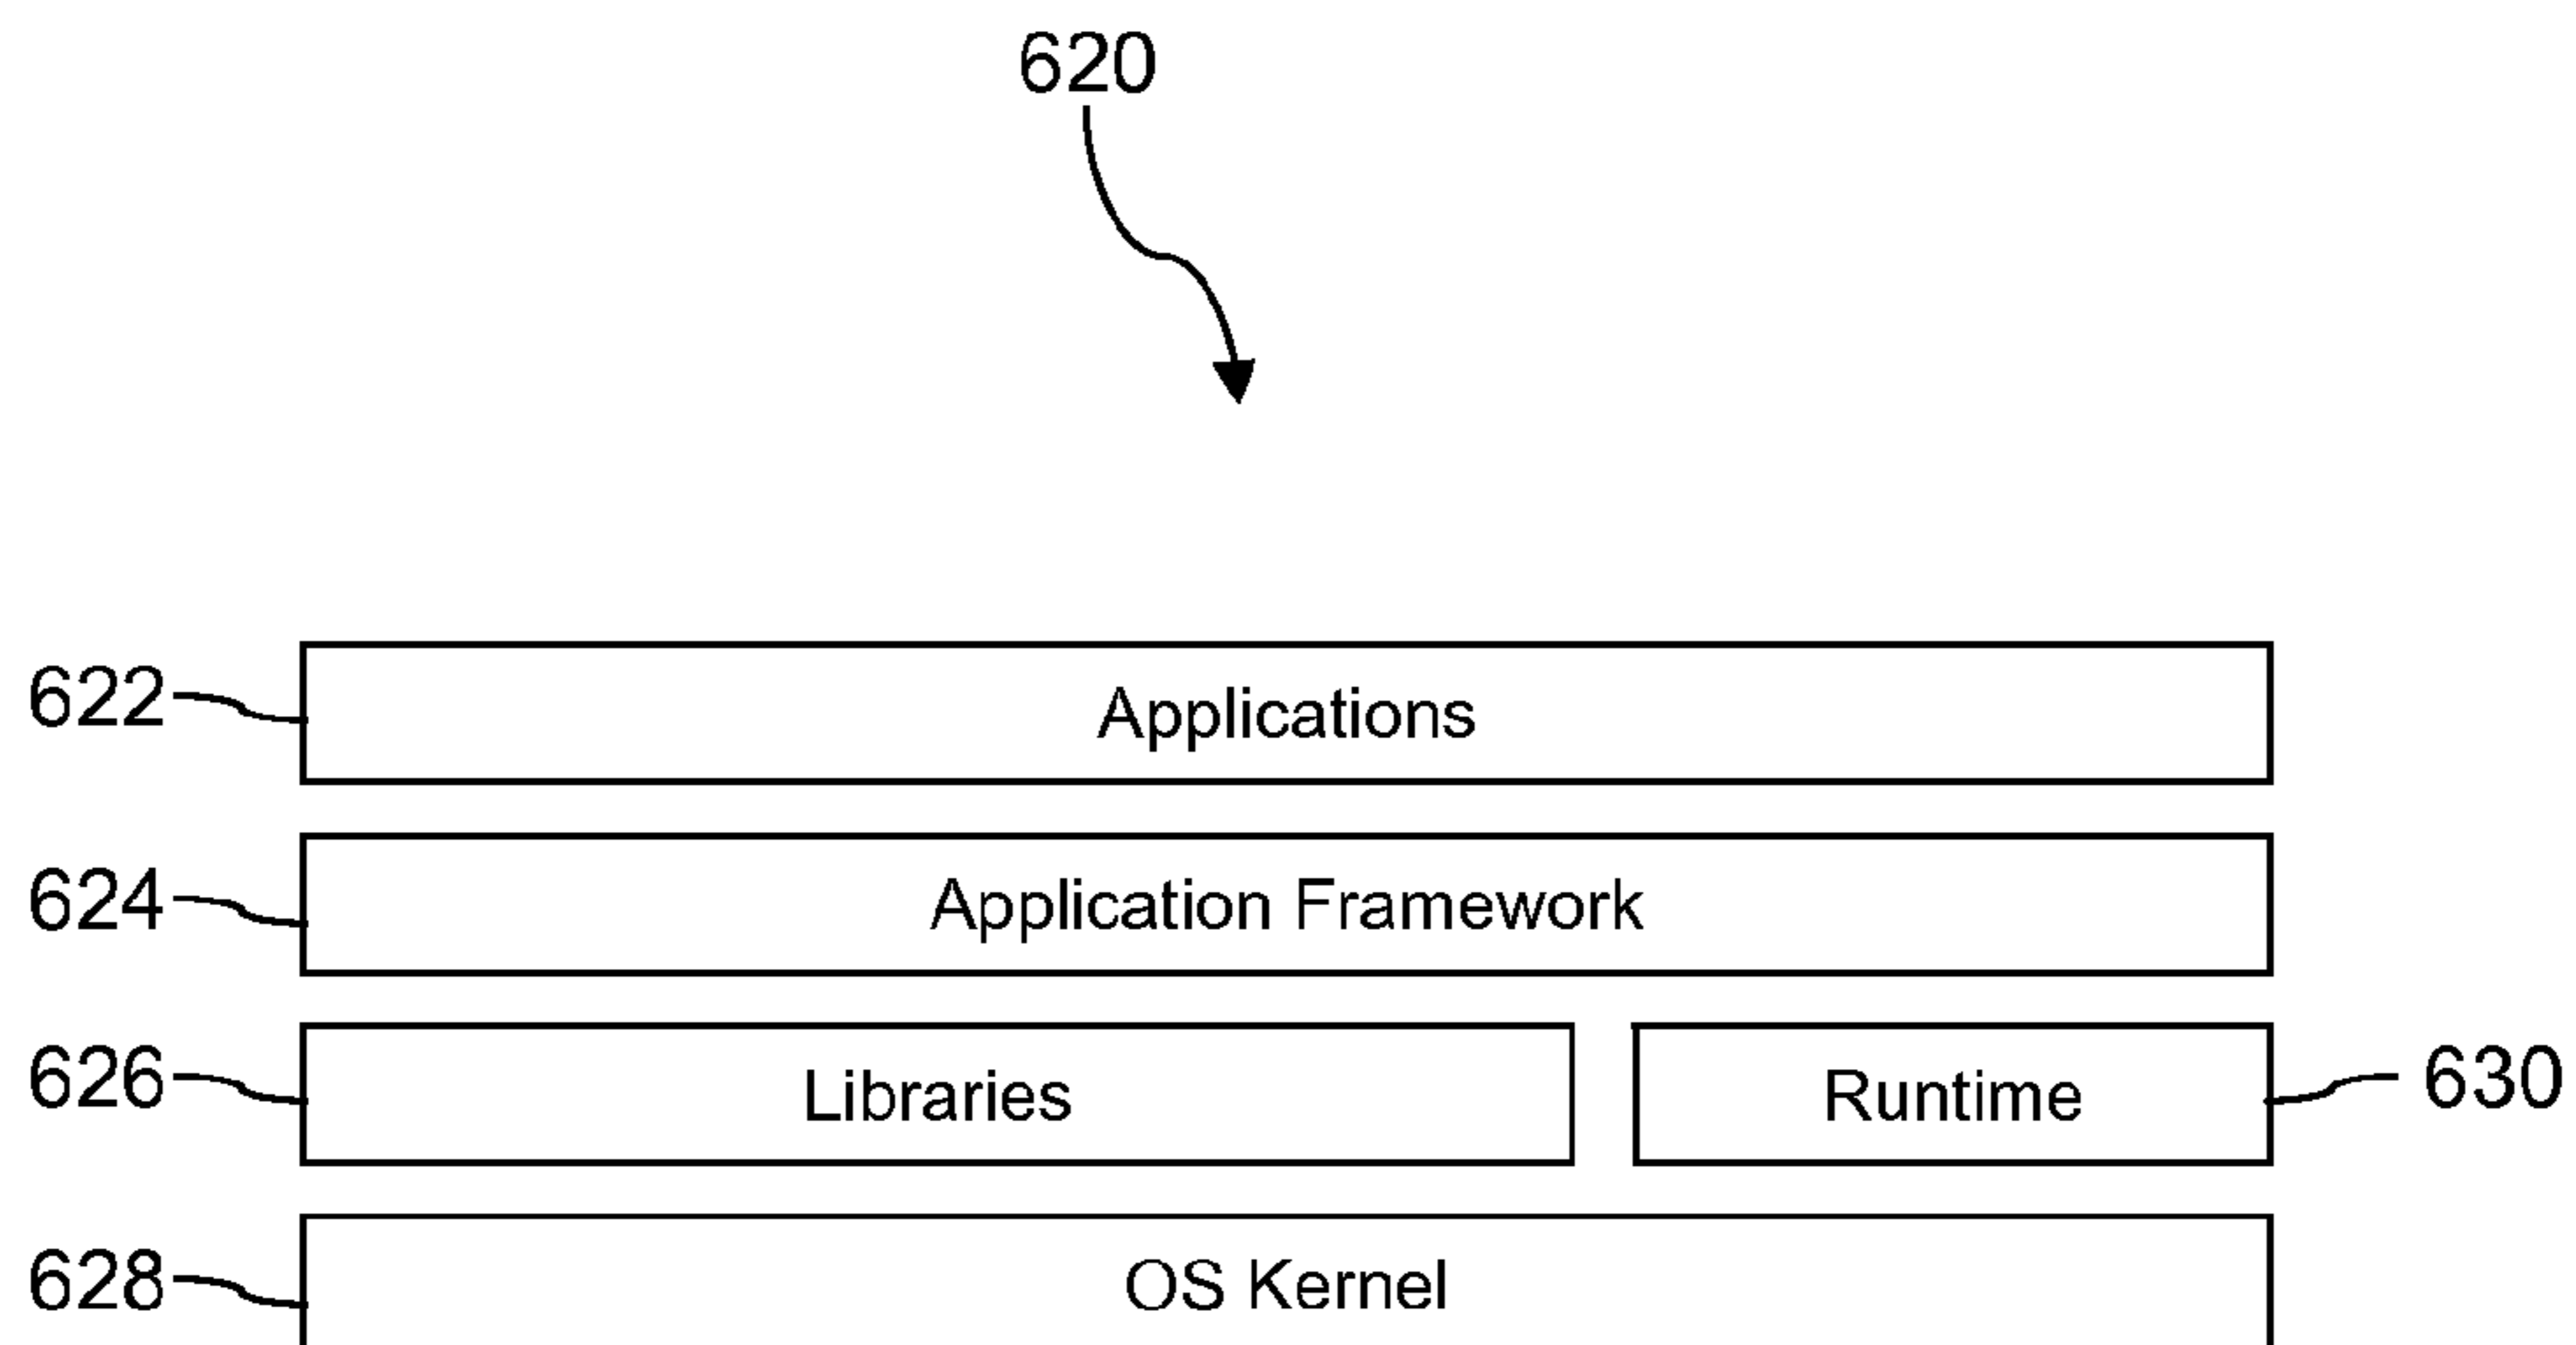 620
622 Applications
624 Application Framework
626 Libraries Runtime 630
628 OS Kernel